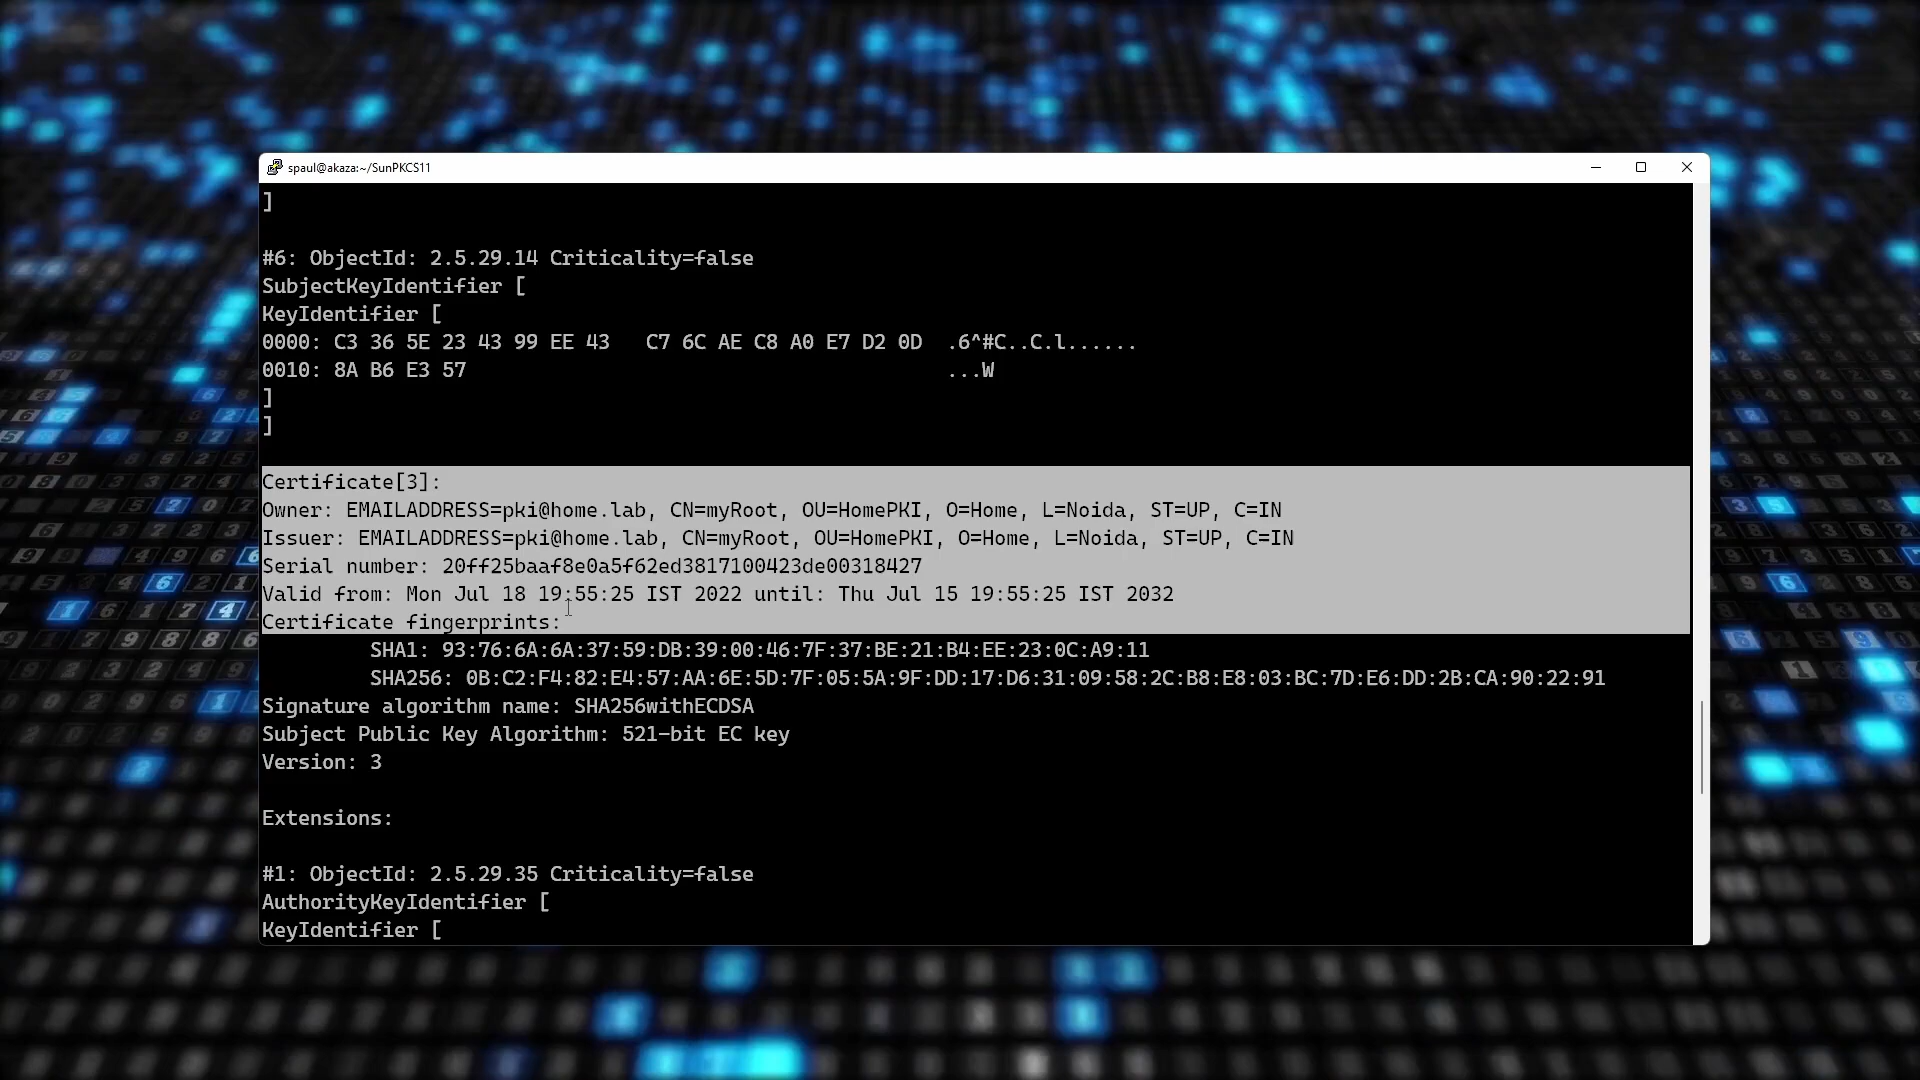 spaul@akaza:~/SunPKCS11
]
#6: ObjectId: 2.5.29.14 Criticality=false
SubjectKeyIdentifier [
KeyIdentifier [
0000: C3 36 5E 23 43 99 EE 43   C7 6C AE C8 A0 E7 D2 0D  .6^#C..C.l......
0010: 8A B6 E3 57                                        ...W
]
]
Certificate[3]:
Owner: EMAILADDRESS=pki@home.lab, CN=myRoot, OU=HomePKI, O=Home, L=Noida, ST=UP, C=IN
Issuer: EMAILADDRESS=pki@home.lab, CN=myRoot, OU=HomePKI, O=Home, L=Noida, ST=UP, C=IN
Serial number: 20ff25baaf8e0a5f62ed3817100423de00318427
Valid from: Mon Jul 18 19:55:25 IST 2022 until: Thu Jul 15 19:55:25 IST 2032
Certificate fingerprints:
SHA1: 93:76:6A:6A:37:59:DB:39:00:46:7F:37:BE:21:B4:EE:23:0C:A9:11
SHA256: 0B:C2:F4:82:E4:57:AA:6E:5D:7F:05:5A:9F:DD:17:D6:31:09:58:2C:B8:E8:03:BC:7D:E6:DD:2B:CA:90:22:91
Signature algorithm name: SHA256withECDSA
Subject Public Key Algorithm: 521-bit EC key
Version: 3
Extensions:
#1: ObjectId: 2.5.29.35 Criticality=false
AuthorityKeyIdentifier [
KeyIdentifier [